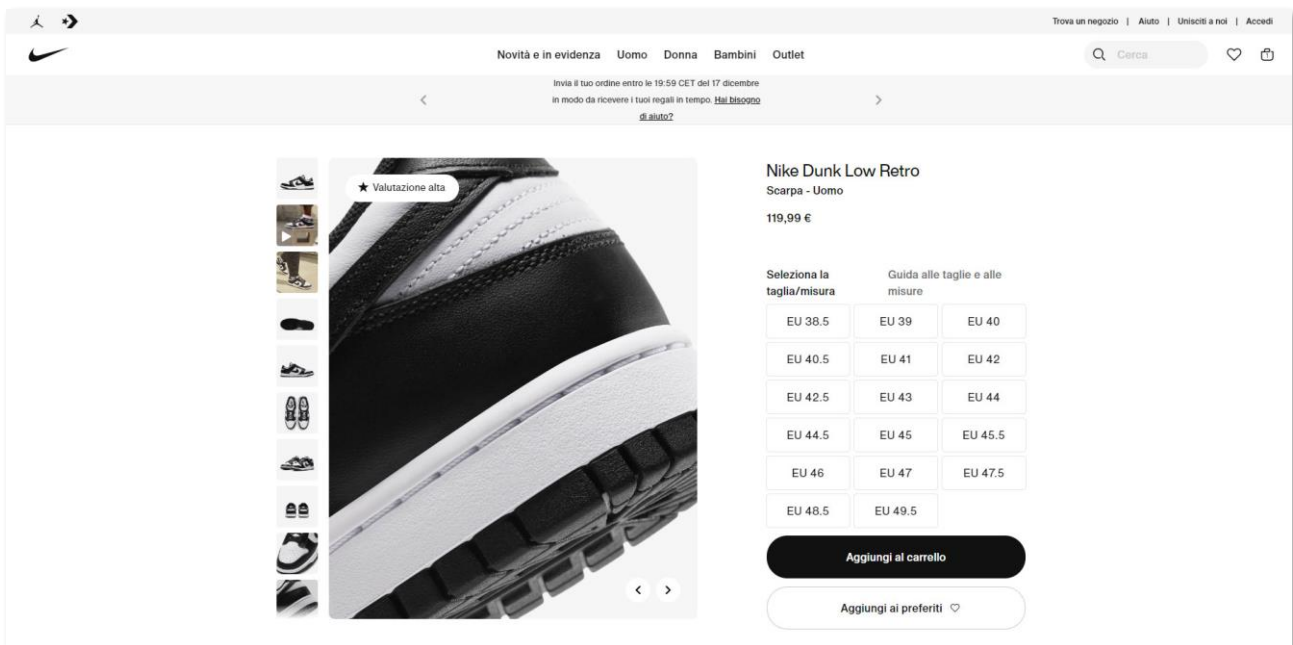 Trova un negozio | Aiuto | Unisciti a noi | Accedi
Novità e in evidenza Uomo Donna Bambini Outlet
Cerca
1
Invia il tuo ordine entro le 19:59 CET del 17 dicembre
in modo da ricevere i tuoi regali in tempo. Hai bisogno
di aiuto?
★ Valutazione alta
Nike Dunk Low Retro
Scarpa - Uomo
119,99 €
Seleziona la
taglia/misura
Guida alle taglie e alle
misure
EU 38.5 EU 39 EU 40
EU 40.5 EU 41 EU 42
EU 42.5 EU 43 EU 44
EU 44.5 EU 45 EU 45.5
EU 46 EU 47 EU 47.5
EU 48.5 EU 49.5
Aggiungi al carrello
Aggiungi ai preferiti